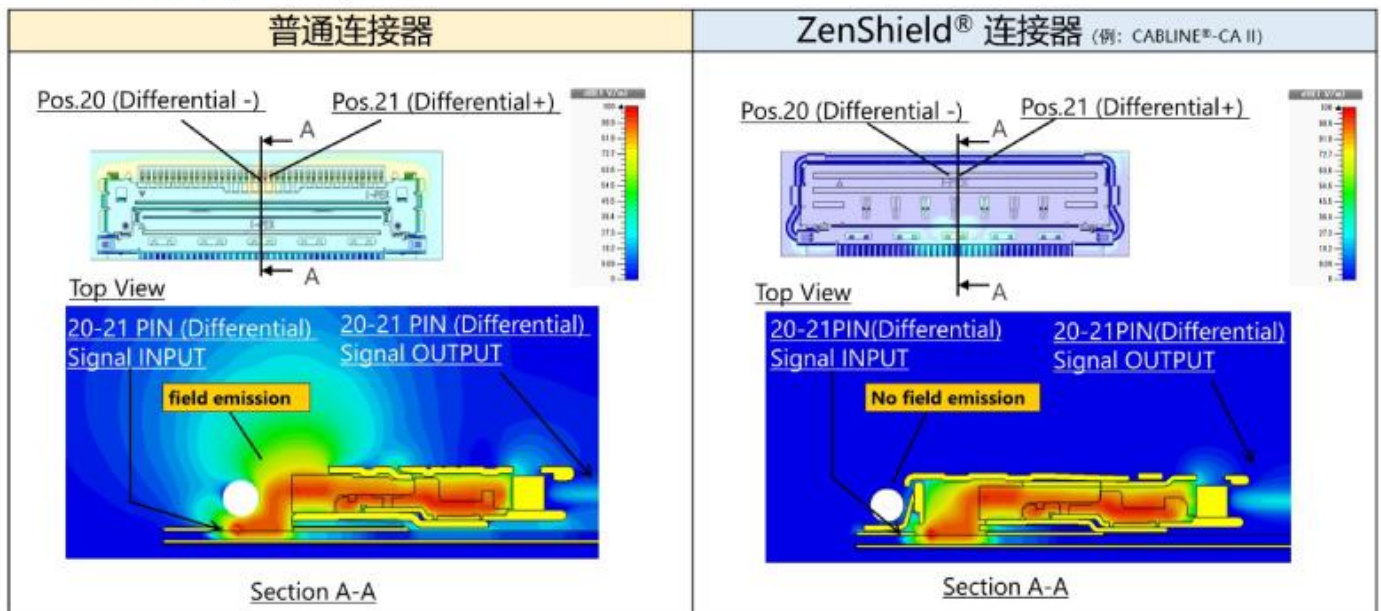 普通连接器
Pos.20 (Differential -)
Pos.21 (Differential+)
A
A
I-PEX
I-PEX
Top View
20-21 PIN (Differential)
Signal INPUT
20-21 PIN (Differential)
Signal OUTPUT
field emission
Section A-A
ZenShield® 连接器 (例: CABLINE®-CA II)
Pos.20 (Differential -)
Pos.21 (Differential+)
A
A
Top View
20-21PIN(Differential)
Signal INPUT
20-21PIN(Differential)
Signal OUTPUT
No field emission
Section A-A